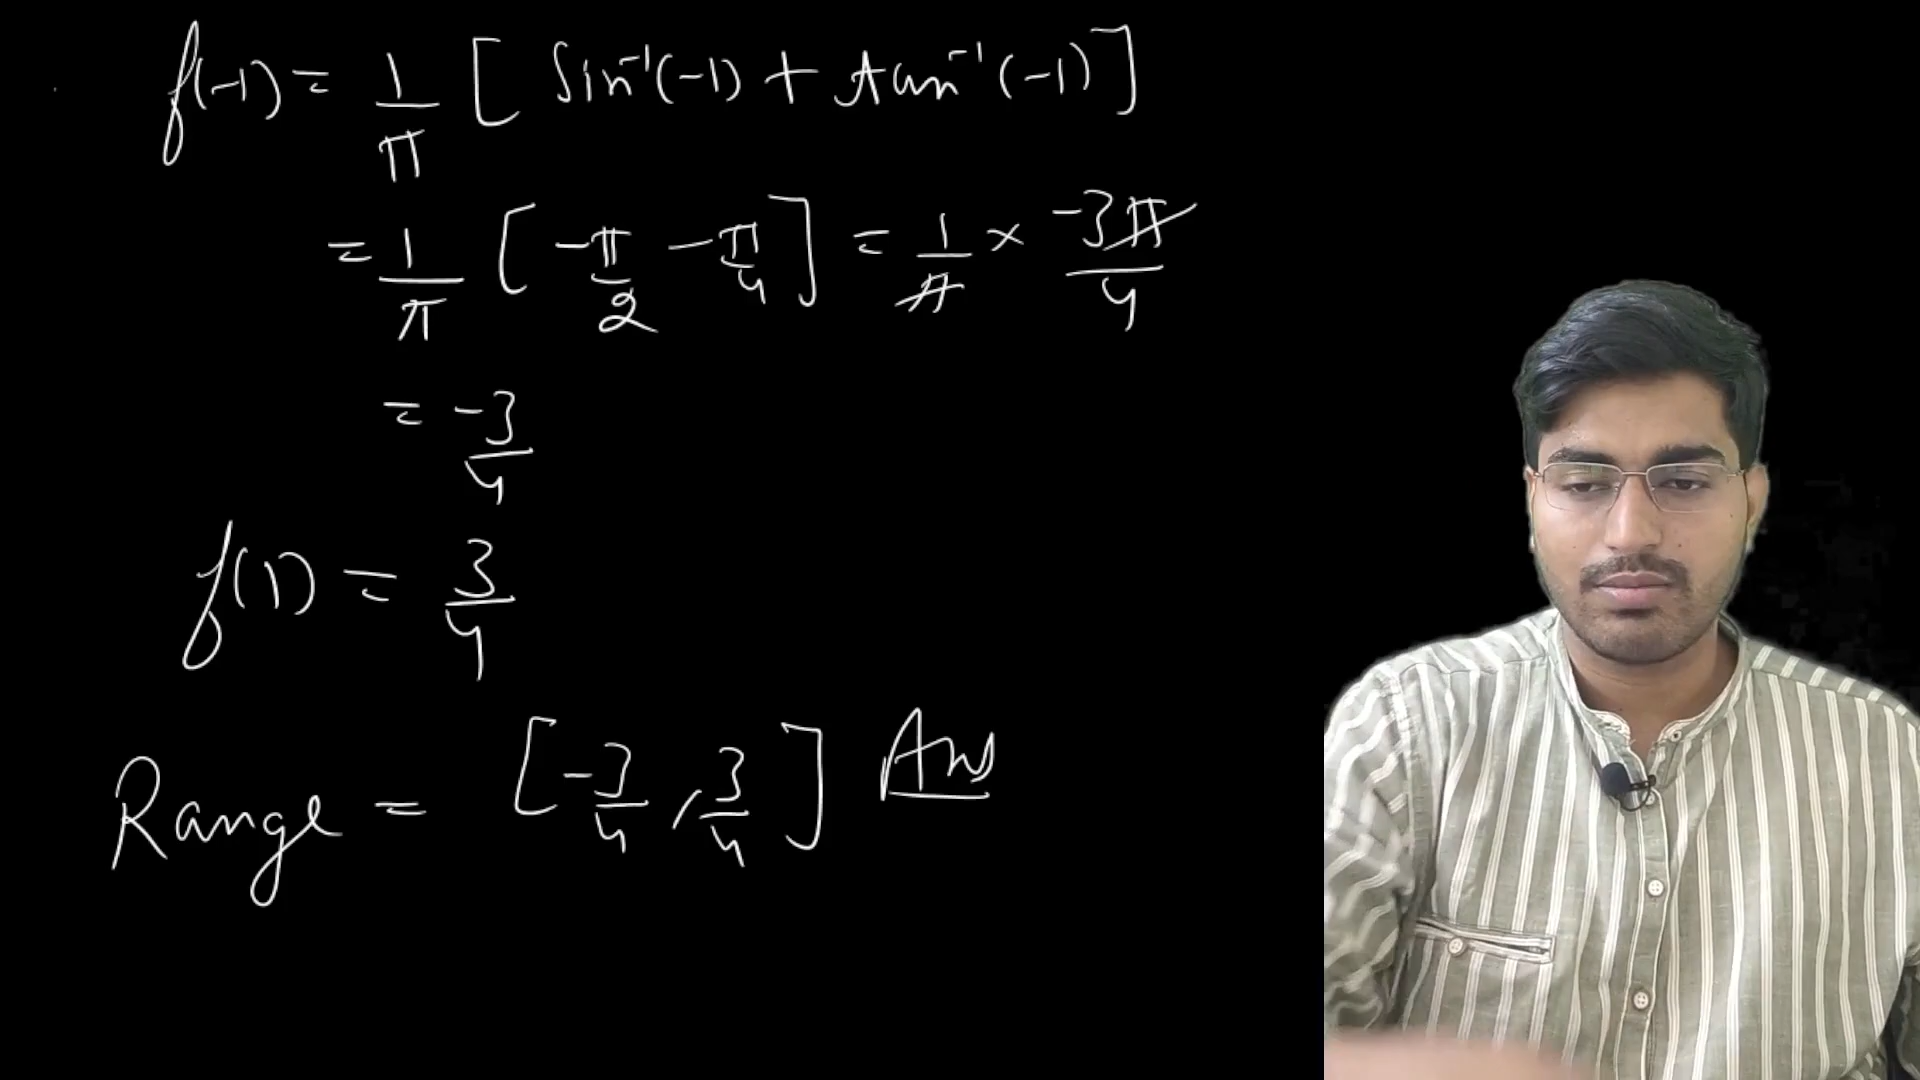 f(-1) = 1/π [ Sin⁻¹(-1) + tan⁻¹(-1) ]
= 1/π [ -π/2 - π/4 ] = 1/π × -3π/4
= -3/4
f(1) = 3/4
Range = [ -3/4 , 3/4 ] Ans